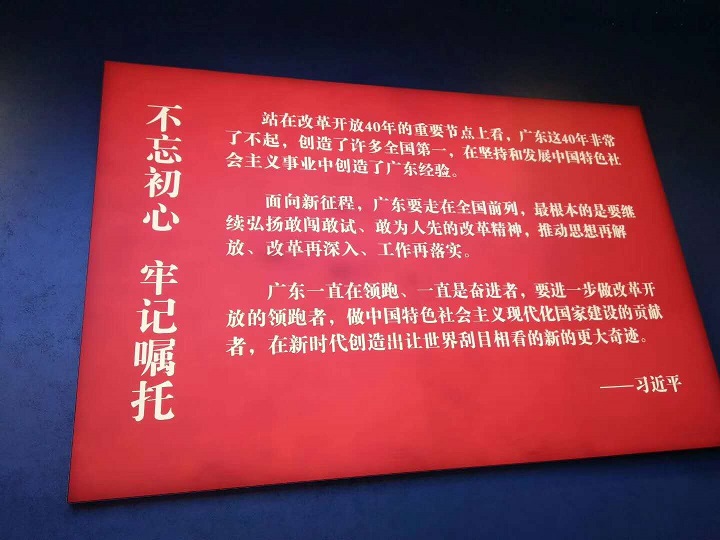 不忘初心 牢记嘱托
站在改革开放40年的重要节点上看，广东这40年非常
了不起，创造了许多全国第一，在坚持和发展中国特色社
会主义事业中创造了广东经验。
面向新征程，广东要走在全国前列，最根本的是要继
续弘扬敢闯敢试、敢为人先的改革精神，推动思想再解
放、改革再深入、工作再落实。
广东一直在领跑、一直是奋进者，要进一步做改革开
放的领跑者，做中国特色社会主义现代化国家建设的贡献
者，在新时代创造出让世界刮目相看的新的更大奇迹。
——习近平